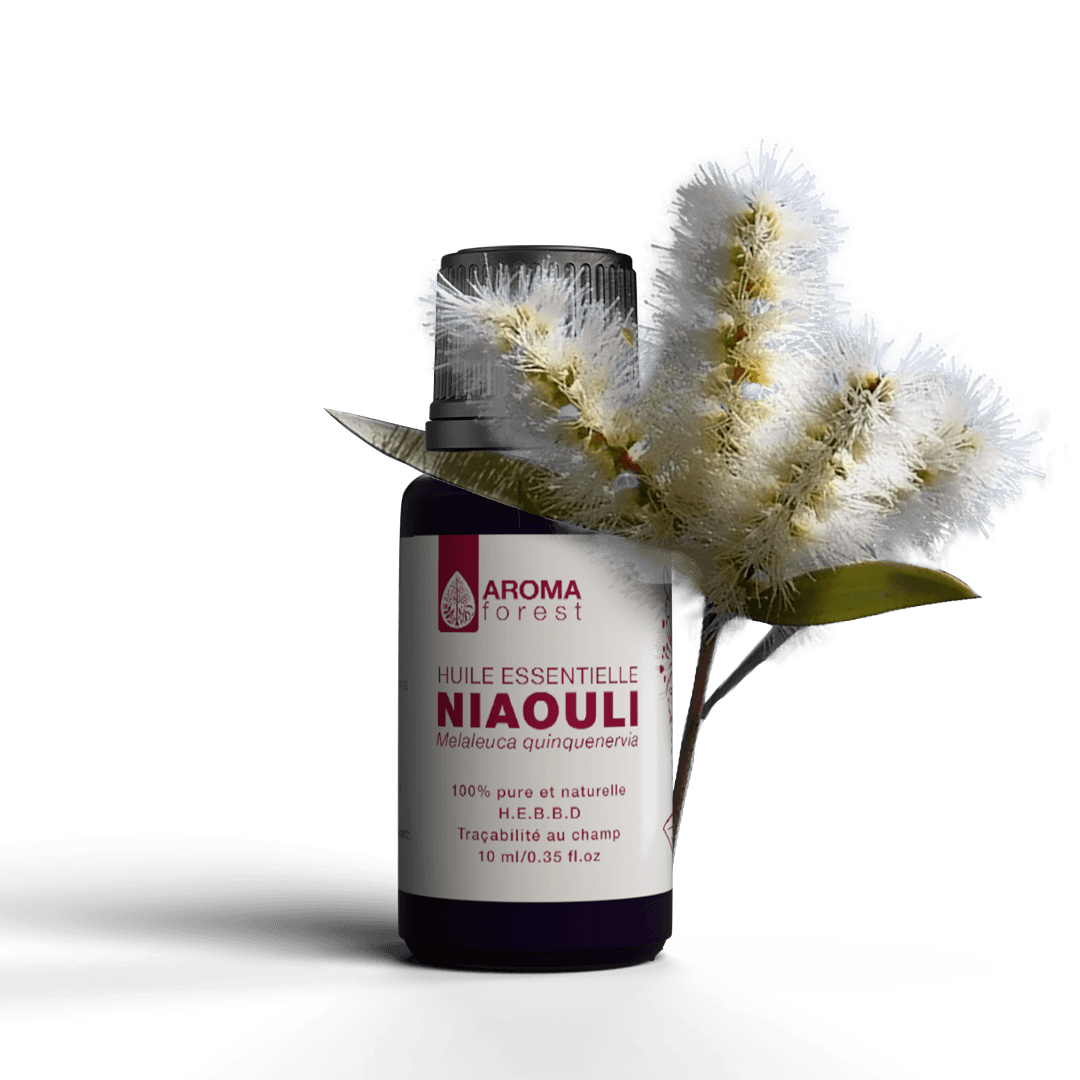 AROMA
forest
HUILE ESSENTIELLE
NIAOULI
Melaleuca quinquenervia
100% pure et naturelle
H.E.B.B.D
Traçabilité au champ
10 ml/0.35 fl.oz